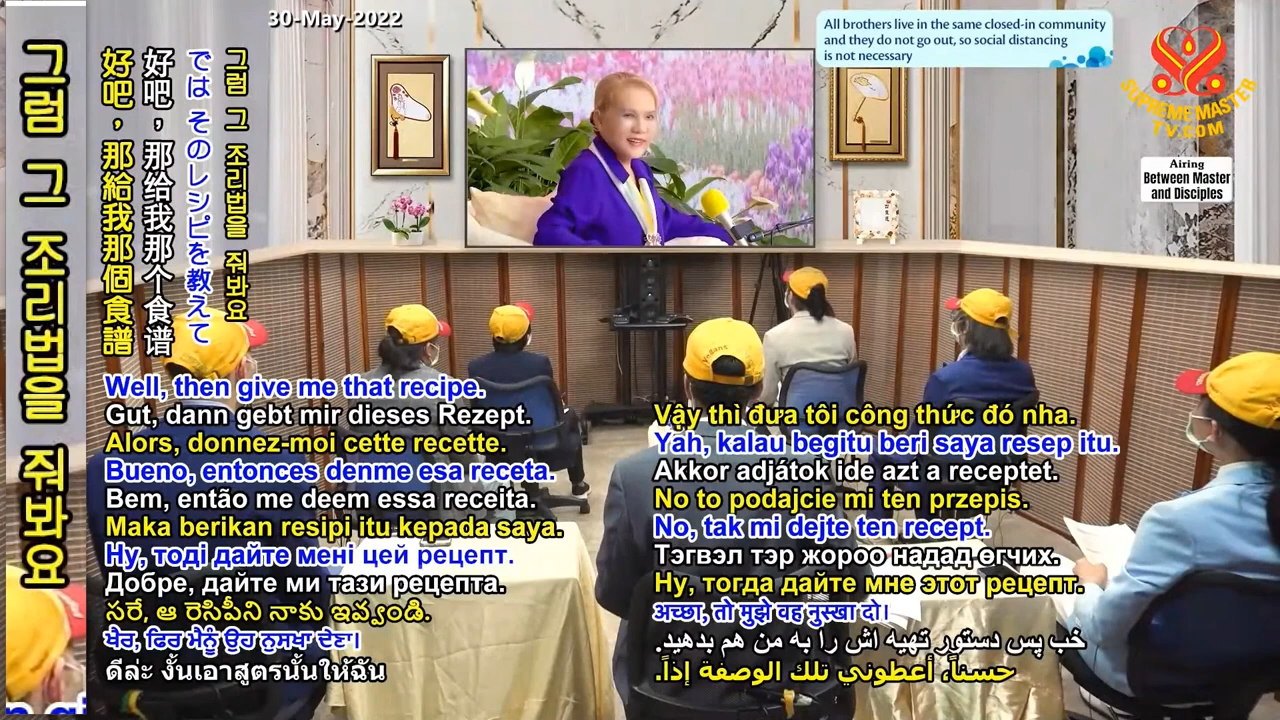 30-May-2022
All brothers live in the same closed-in community
and they do not go out, so social distancing
is not necessary
SUPREME MASTER
TV.COM
Airing
Between Master
and Disciples
그럼 그 조리법을 줘봐요
好吧，那給我那個食譜
好吧，那给我那个食谱
では そのレシピを教えて
그럼 그 조리법을 줘봐요
Well, then give me that recipe.
Gut, dann gebt mir dieses Rezept.
Alors, donnez-moi cette recette.
Bueno, entonces denme esa receta.
Bem, então me deem essa receita.
Maka berikan resipi itu kepada saya.
Ну, тоді дайте мені цей рецепт.
Добре, дайте ми тази рецепта.
సరే, ఆ రెసిపీని నాకు ఇవ్వండి.
ਖੈਰ, ਫਿਰ ਮੈਨੂੰ ਉਹ ਨੁਸਖਾ ਦੇਣਾ।
ดีล่ะ งั้นเอาสูตรนั้นให้ฉัน
Vậy thì đưa tôi công thức đó nha.
Yah, kalau begitu beri saya resep itu.
Akkor adjátok ide azt a receptet.
No to podajcie mi ten przepis.
No, tak mi dejte ten recept.
Тэгвэл тэр жороо надад өгчих.
Ну, тогда дайте мне этот рецепт.
अच्छा, तो मुझे वह नुस्खा दो।
خب پس دستور تهیه اش را به من هم بدهید.
حسناً، أعطوني تلك الوصفة إذاً.